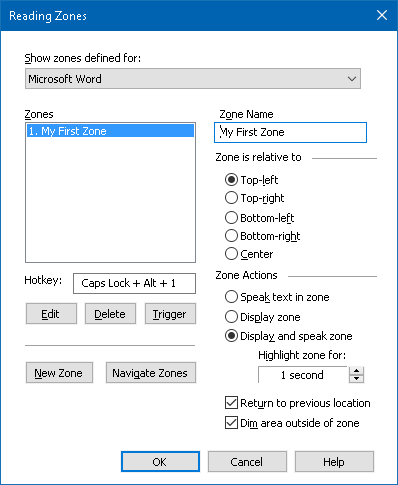 Reading Zones
Show zones defined for:
Microsoft Word
Zones
1. My First Zone
Hotkey:
Caps Lock + Alt + 1
Edit
Delete
Trigger
New Zone
Navigate Zones
Zone Name
My First Zone
Zone is relative to
Top-left
Top-right
Bottom-left
Bottom-right
Center
Zone Actions
Speak text in zone
Display zone
Display and speak zone
Highlight zone for:
1 second
Return to previous location
Dim area outside of zone
OK
Cancel
Help